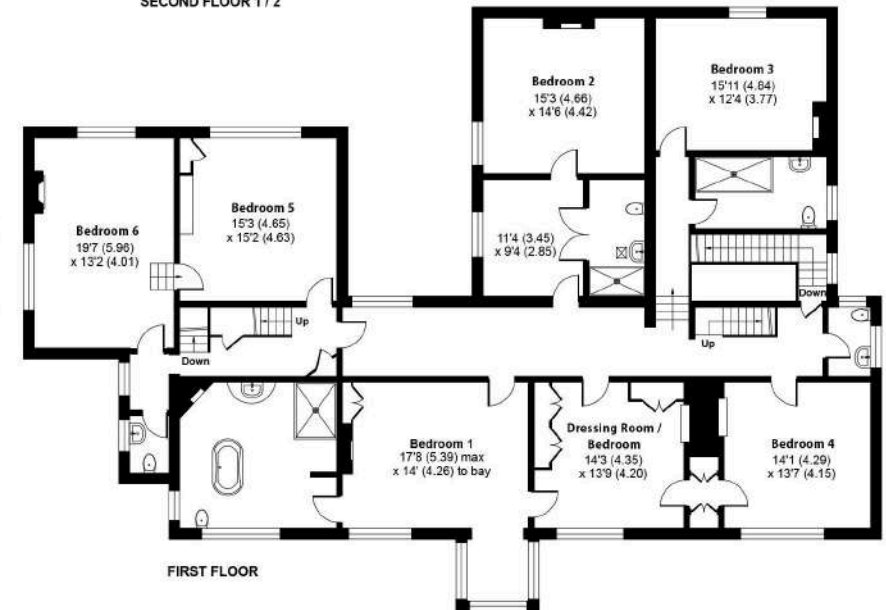 SECOND FLOOR 1 / 2
Bedroom 2
15'3 (4.66)
x 14'6 (4.42)
Bedroom 3
15'11 (4.84)
x 12'4 (3.77)
Bedroom 6
19'7 (5.96)
x 13'2 (4.01)
Bedroom 5
15'3 (4.65)
x 15'2 (4.63)
11'4 (3.45)
x 9'4 (2.85)
Down
Up
Down
Up
Bedroom 1
17'8 (5.39) max
x 14' (4.26) to bay
Dressing Room /
Bedroom
14'3 (4.35)
x 13'9 (4.20)
Bedroom 4
14'1 (4.29)
x 13'7 (4.15)
FIRST FLOOR